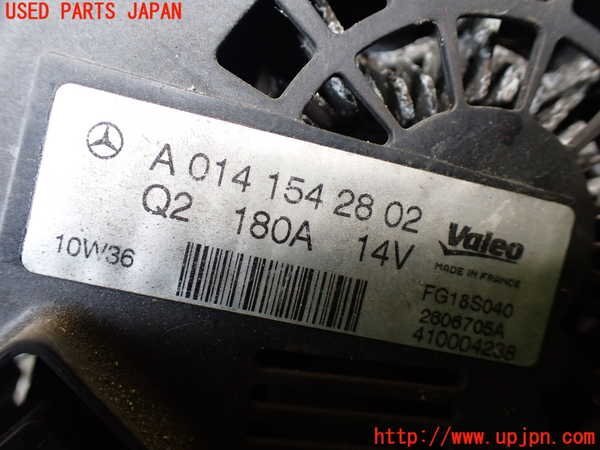 USED PARTS JAPAN
A 014 154 28 02
Q2 180A 14V
Valeo
MADE IN FRANCE
10W36
FG18S040
2606705A
410004238
http://www.upjpn.com/